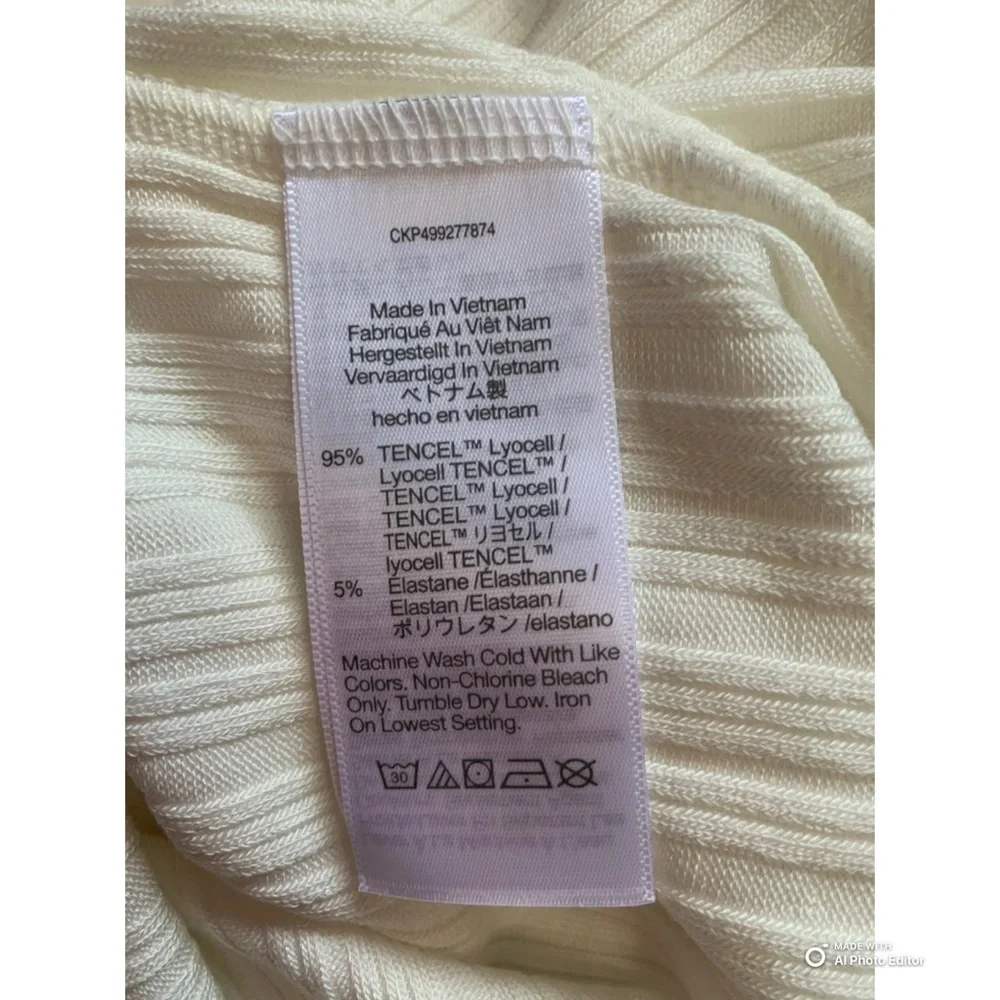 CKP499277874
Made In Vietnam
Fabriqué Au Viêt Nam
Hergestellt In Vietnam
Vervaardigd In Vietnam
ベトナム製
hecho en vietnam
95% TENCEL™ Lyocell /
Lyocell TENCEL™ /
TENCEL™ Lyocell /
TENCEL™ Lyocell /
TENCEL™ リヨセル /
lyocell TENCEL™
5% Élastane /Élasthanne /
Elastan /Elastaan /
ポリウレタン /elastano
Machine Wash Cold With Like
Colors. Non-Chlorine Bleach
Only. Tumble Dry Low. Iron
On Lowest Setting.
30
MADE WITH
AI Photo Editor